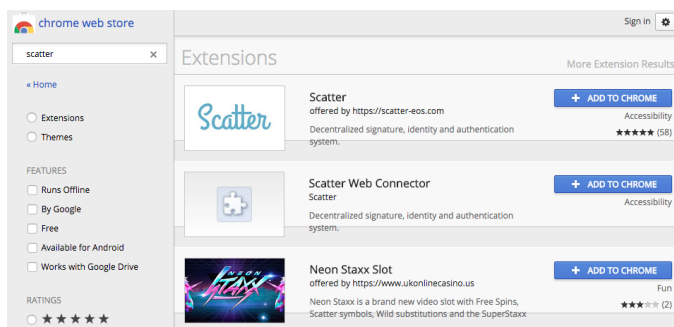 chrome web store
Sign in
scatter
Extensions
More Extension Results
« Home
Extensions
Themes
FEATURES
Runs Offline
By Google
Free
Available for Android
Works with Google Drive
RATINGS
Scatter
Scatter
offered by https://scatter-eos.com
Decentralized signature, identity and authentication
system.
+ ADD TO CHROME
Accessibility
★★★★★ (58)
Scatter Web Connector
Scatter
Decentralized signature, identity and authentication
system.
+ ADD TO CHROME
Accessibility
NEON
STAXX
Neon Staxx Slot
offered by https://www.ukonlinecasino.us
Neon Staxx is a brand new video slot with Free Spins,
Scatter symbols, Wild substitutions and the SuperStaxx
+ ADD TO CHROME
Fun
★★★☆☆ (2)